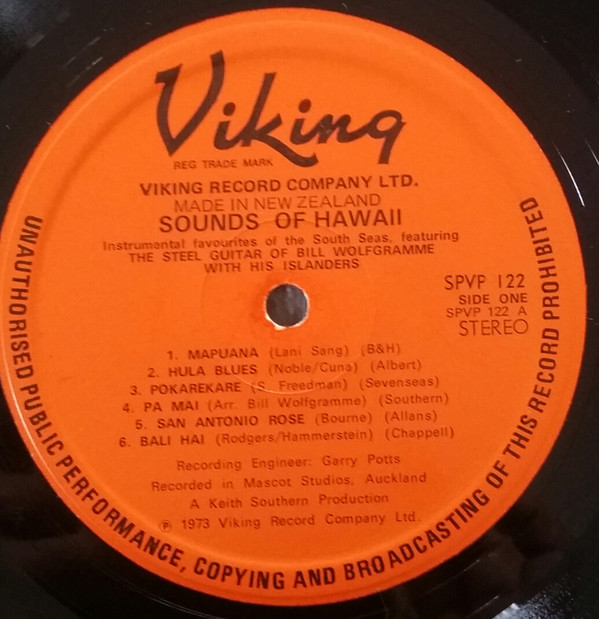 Viking
REG TRADE MARK
VIKING RECORD COMPANY LTD.
MADE IN NEW ZEALAND
SOUNDS OF HAWAII
Instrumental favourites of the South Seas, featuring
THE STEEL GUITAR OF BILL WOLFGRAMME
WITH HIS ISLANDERS
SPVP 122
SIDE ONE
SPVP 122 A
STEREO
1. MAPUANA (Lani Sang) (B&H)
2. HULA BLUES (Noble/Cuna) (Albert)
3. POKAREKARE (S. Freedman) (Sevenseas)
4. PA MAI (Arr. Bill Wolfgramme) (Southern)
5. SAN ANTONIO ROSE (Bourne) (Allans)
6. BALI HAI (Rodgers/Hammerstein) (Chappell)
Recording Engineer: Garry Potts
Recorded in Mascot Studios, Auckland
A Keith Southern Production
℗ 1973 Viking Record Company Ltd.
UNAUTHORISED PUBLIC PERFORMANCE, COPYING AND BROADCASTING OF THIS RECORD PROHIBITED